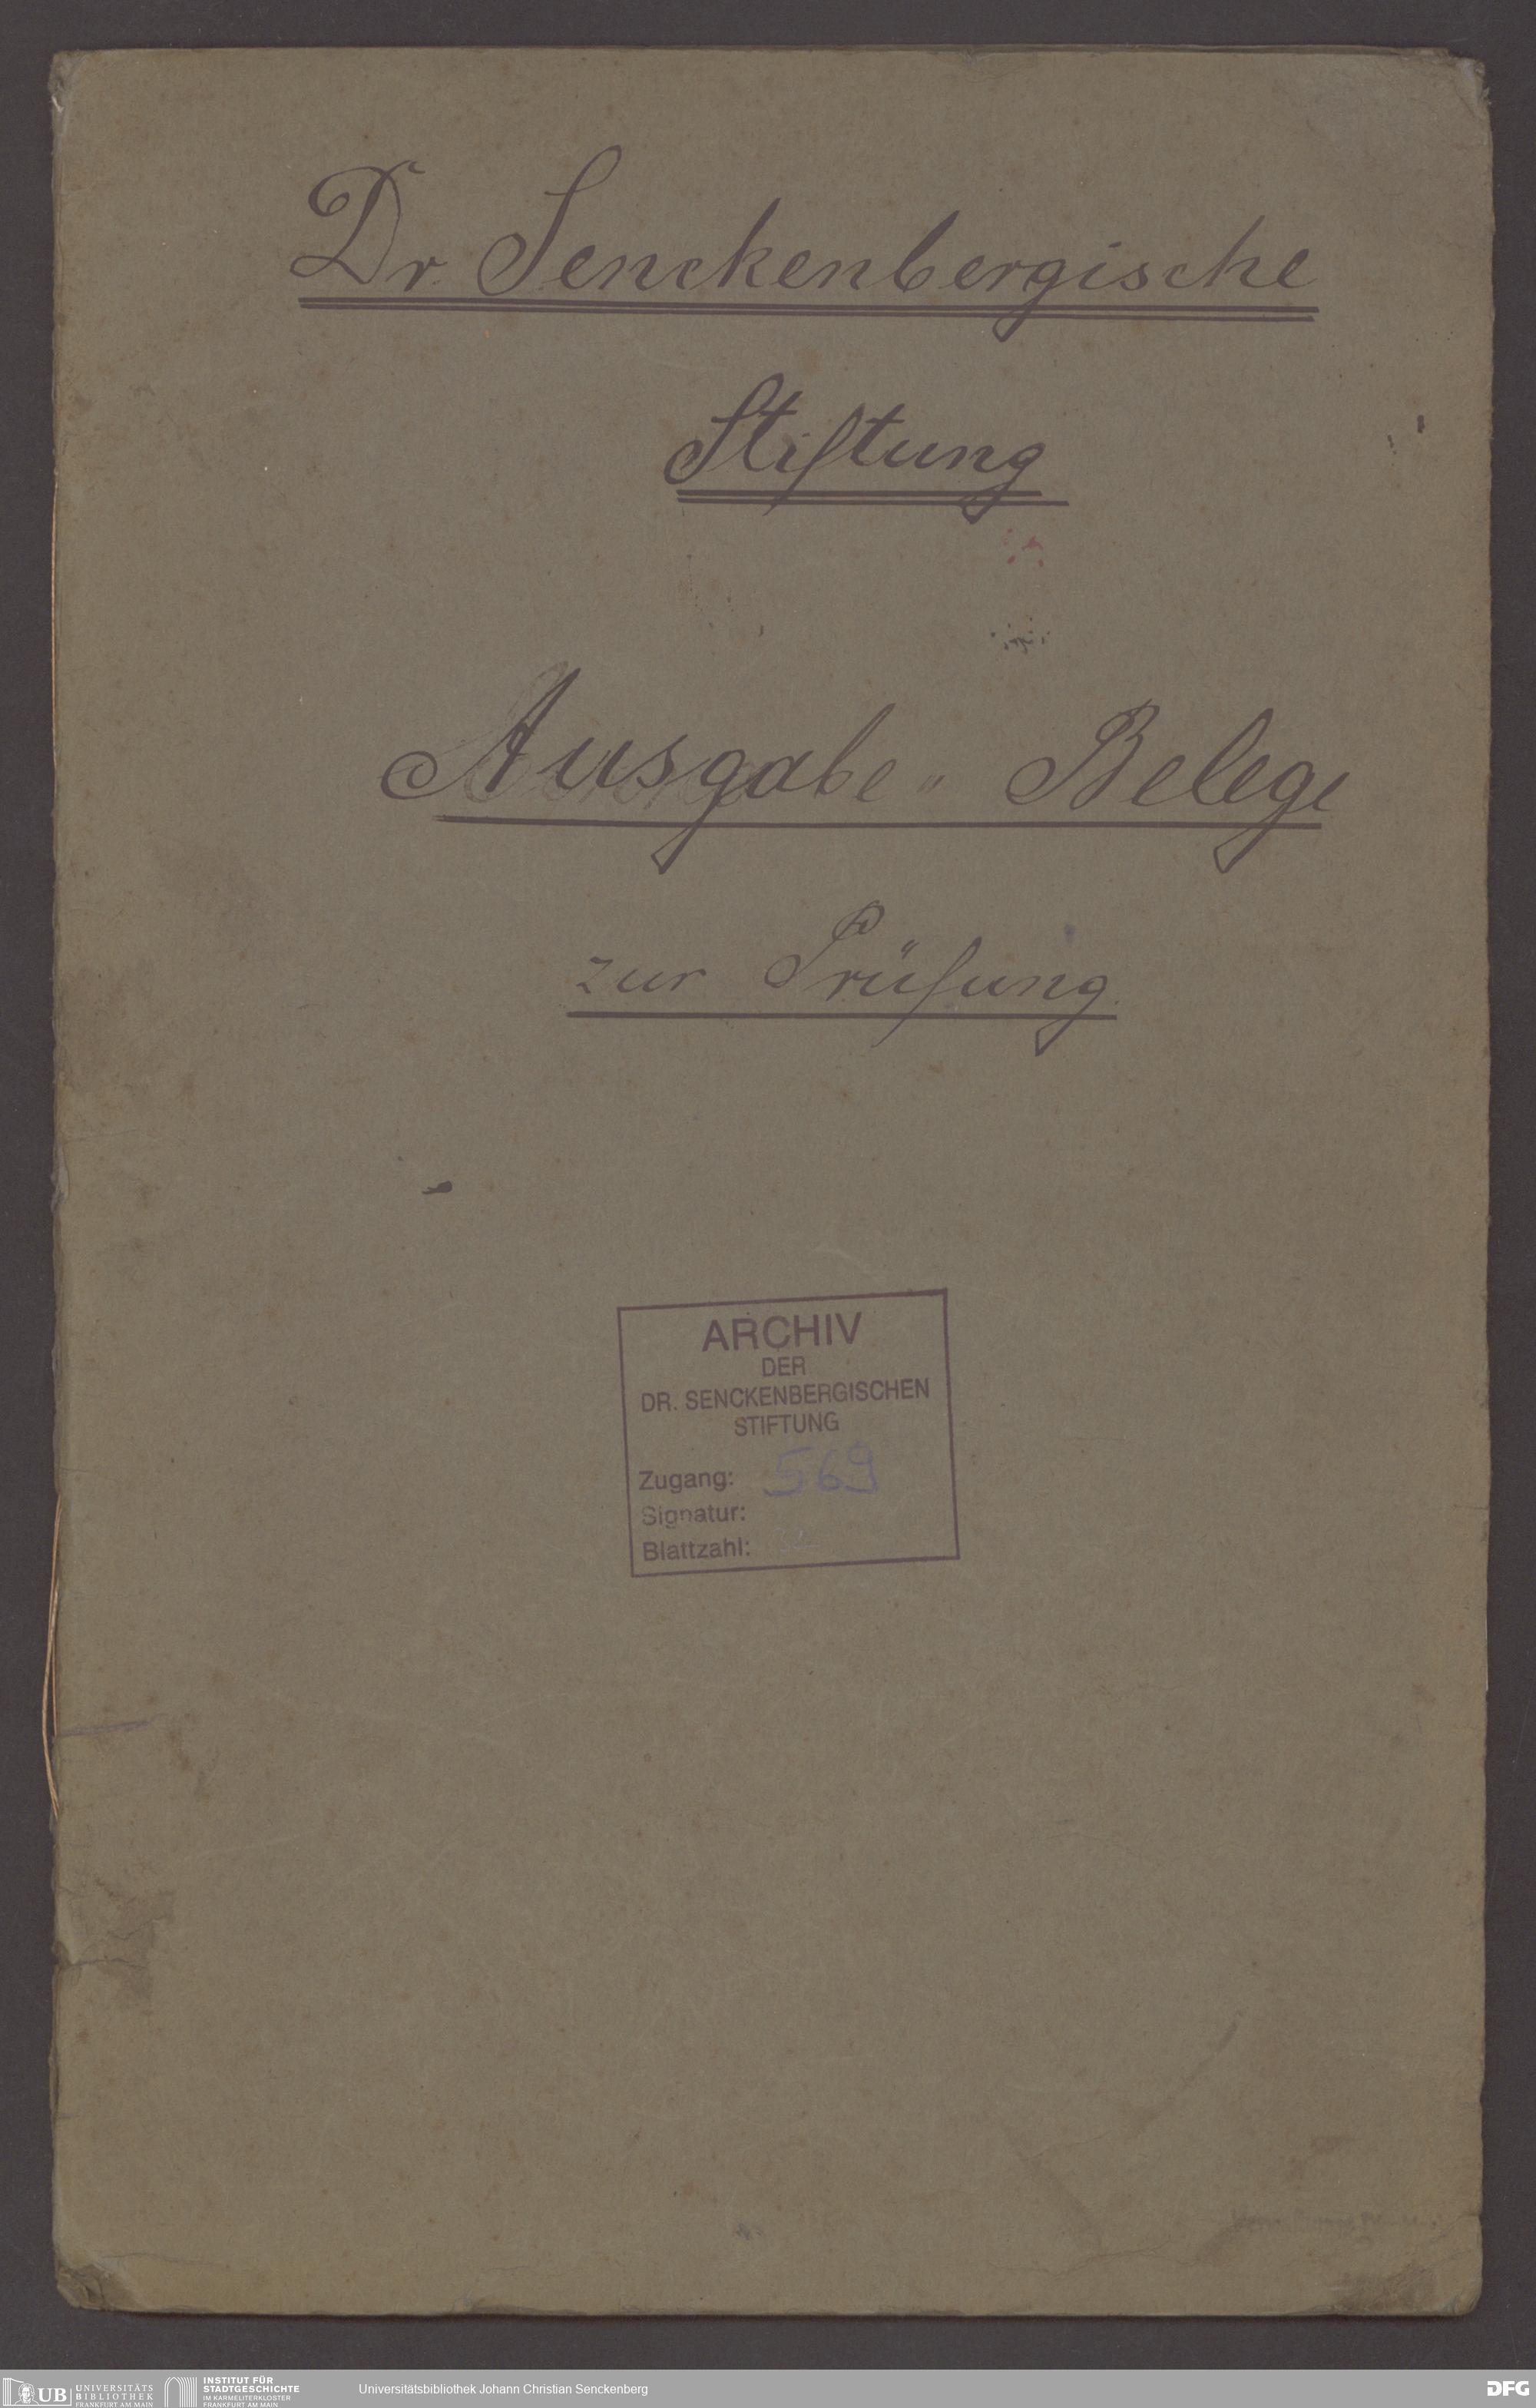 Dr. Senckenbergische
Stiftung
Ausgabe „ Belege
zur Prüfung.
ARCHIV
DER
DR. SENCKENBERGISCHEN
STIFTUNG
Zugang: 569
Signatur:
Blattzahl:
UB UNIVERSITÄTS
BIBLIOTHEK
FRANKFURT AM MAIN
INSTITUT FÜR
STADTGESCHICHTE
IM KARMELITERKLOSTER
FRANKFURT AM MAIN
Universitätsbibliothek Johann Christian Senckenberg
DFG